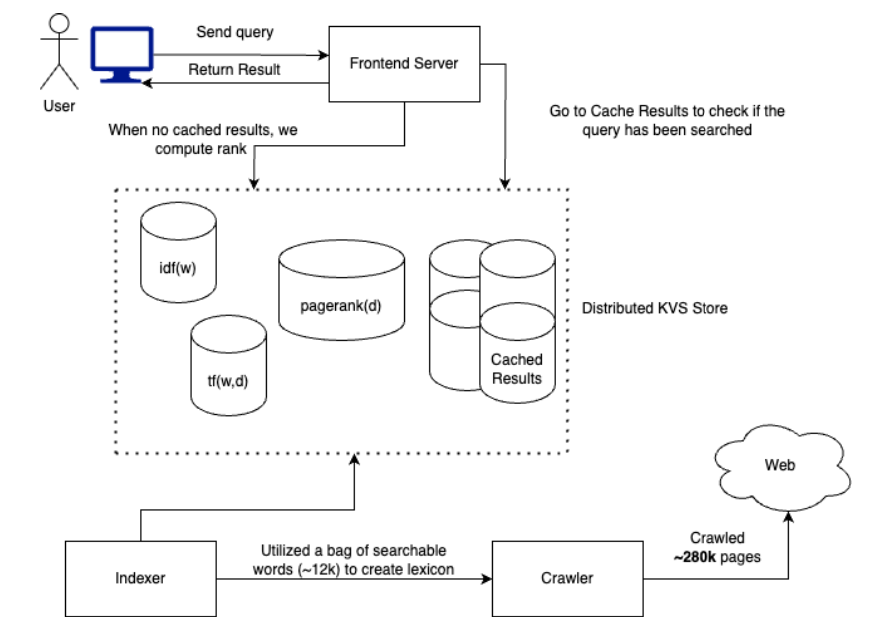 Send query
Return Result
Frontend Server
User
When no cached results, we
compute rank
Go to Cache Results to check if the
query has been searched
idf(w)
pagerank(d)
tf(w,d)
Cached
Results
Distributed KVS Store
Web
Indexer
Utilized a bag of searchable
words (~12k) to create lexicon
Crawler
Crawled
~280k pages